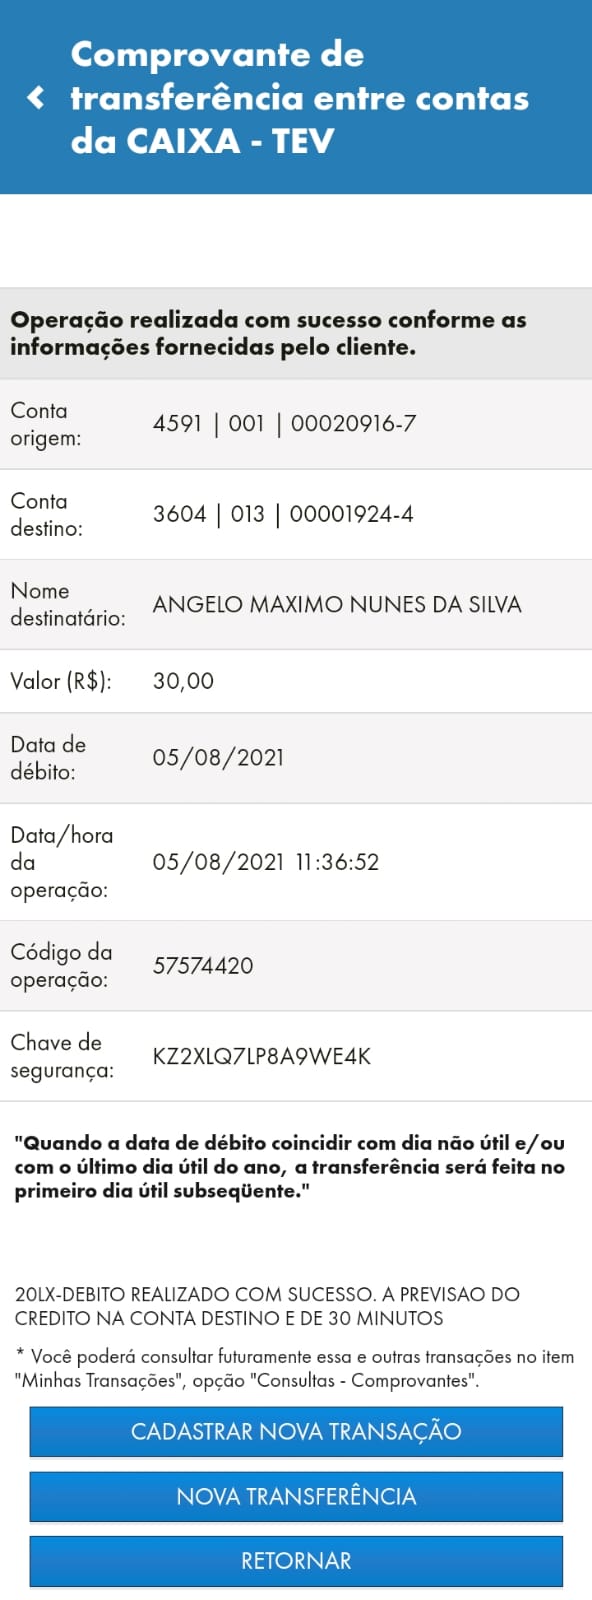 Comprovante de
transferência entre contas
da CAIXA - TEV
Operação realizada com sucesso conforme as
informações fornecidas pelo cliente.
Conta
origem:
4591 | 001 | 00020916-7
Conta
destino:
3604 | 013 | 00001924-4
Nome
destinatário:
ANGELO MAXIMO NUNES DA SILVA
Valor (R$):
30,00
Data de
débito:
05/08/2021
Data/hora
da
operação:
05/08/2021 11:36:52
Código da
operação:
57574420
Chave de
segurança:
KZ2XLQ7LP8A9WE4K
"Quando a data de débito coincidir com dia não útil e/ou
com o último dia útil do ano, a transferência será feita no
primeiro dia útil subseqüente."
20LX-DEBITO REALIZADO COM SUCESSO. A PREVISAO DO
CREDITO NA CONTA DESTINO E DE 30 MINUTOS
* Você poderá consultar futuramente essa e outras transações no item
"Minhas Transações", opção "Consultas - Comprovantes".
CADASTRAR NOVA TRANSAÇÃO
NOVA TRANSFERÊNCIA
RETORNAR